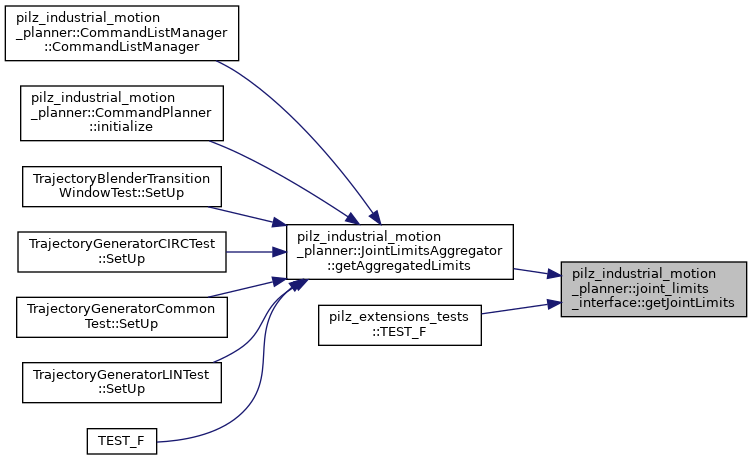 pilz_industrial_motion
_planner::CommandListManager
::CommandListManager
pilz_industrial_motion
_planner::CommandPlanner
::initialize
TrajectoryBlenderTransition
WindowTest::SetUp
TrajectoryGeneratorCIRCTest
::SetUp
TrajectoryGeneratorCommon
Test::SetUp
TrajectoryGeneratorLINTest
::SetUp
TEST_F
pilz_industrial_motion
_planner::JointLimitsAggregator
::getAggregatedLimits
pilz_extensions_tests
::TEST_F
pilz_industrial_motion
_planner::joint_limits
_interface::getJointLimits